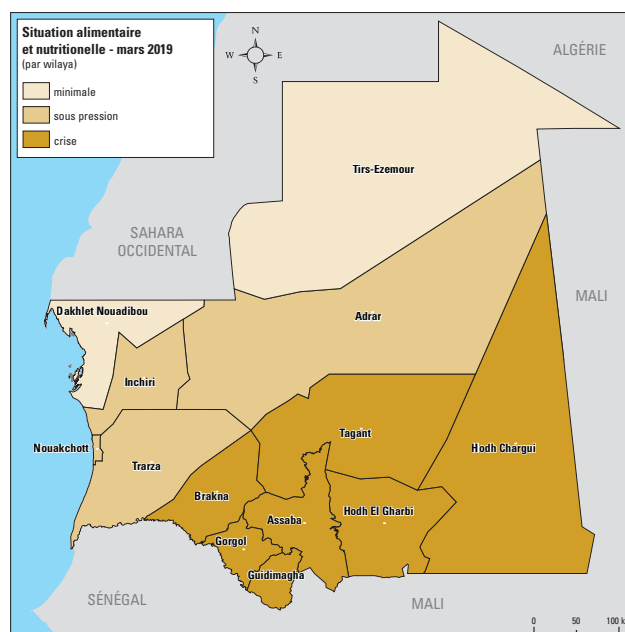 Situation alimentaire
et nutritionelle - mars 2019
(par wilaya)
minimale
sous pression
crise
N
W E
S
ALGÉRIE
Tirs-Ezemour
SAHARA
OCCIDENTAL
MALI
Dakhlet Nouadibou
Adrar
Inchiri
Tagant
Nouakchott
Hodh Chargui
Trarza
Brakna
Hodh El Gharbi
Assaba
Gorgol
Guidimagha
SÉNÉGAL
MALI
0 50 100 k